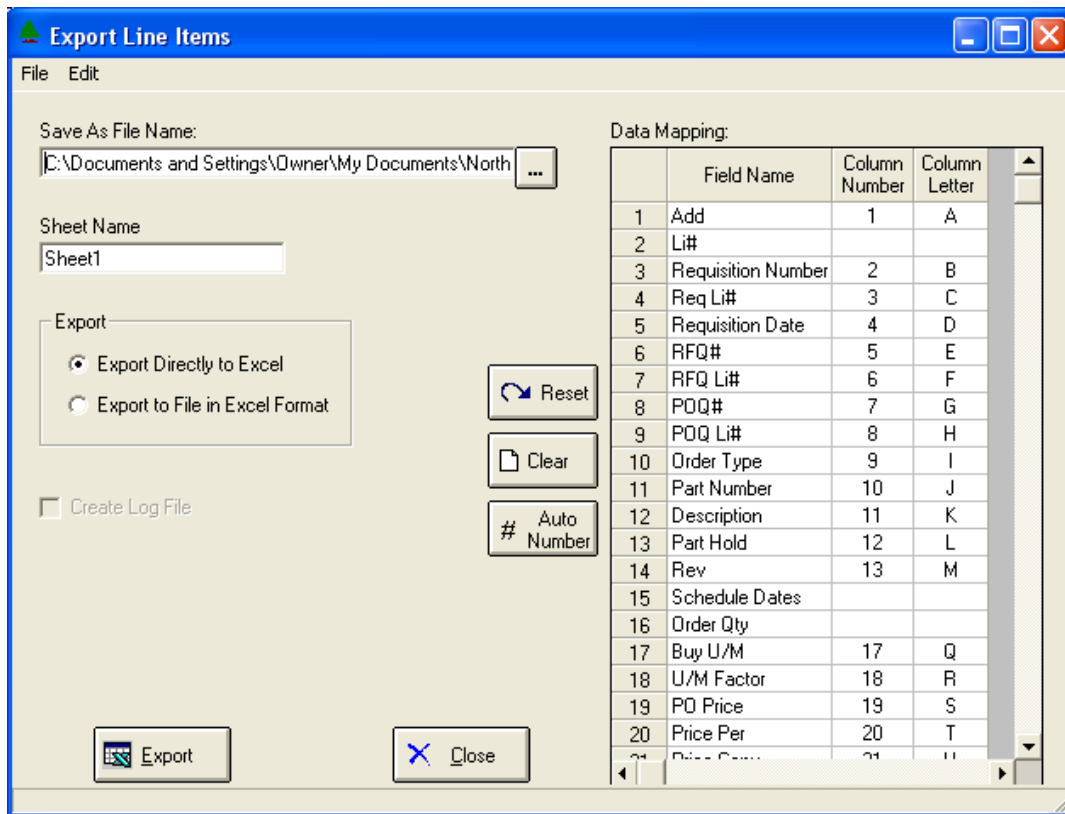 Export Line Items
File Edit
Save As File Name:
C:\Documents and Settings\Owner\My Documents\North
...
Sheet Name
Sheet1
Export
Export Directly to Excel
Export to File in Excel Format
Create Log File
Reset
Clear
# Auto Number
Export
Close
Data Mapping:
Field Name Column Number Column Letter
1 Add 1 A
2 Li#
3 Requisition Number 2 B
4 Req Li# 3 C
5 Requisition Date 4 D
6 RFQ# 5 E
7 RFQ Li# 6 F
8 POQ# 7 G
9 POQ Li# 8 H
10 Order Type 9 I
11 Part Number 10 J
12 Description 11 K
13 Part Hold 12 L
14 Rev 13 M
15 Schedule Dates
16 Order Qty
17 Buy U/M 17 Q
18 U/M Factor 18 R
19 PO Price 19 S
20 Price Per 20 T
21 Price 21 U